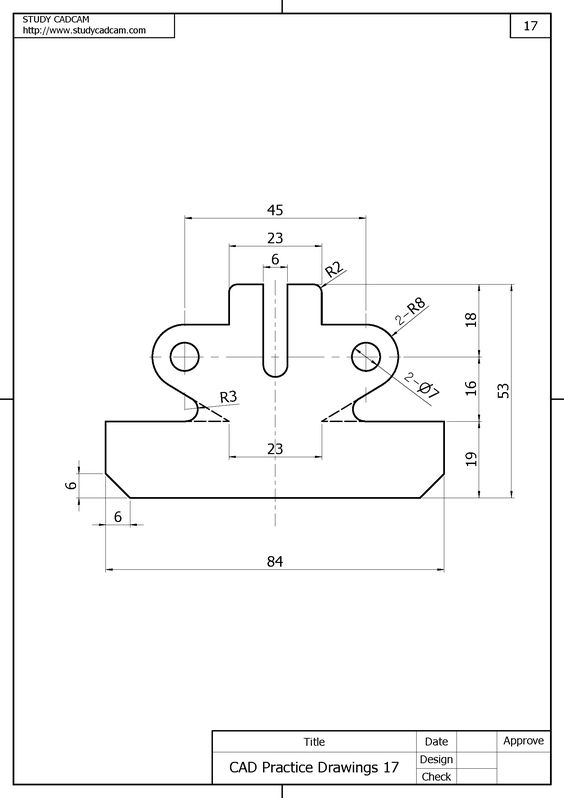 STUDY CADCAM
http://www.studycadcam.com
17
45
23
6
R2
2-R8
18
2-Ø7
16
53
R3
23
19
6
6
84
Title
Date
Approve
CAD Practice Drawings 17
Design
Check